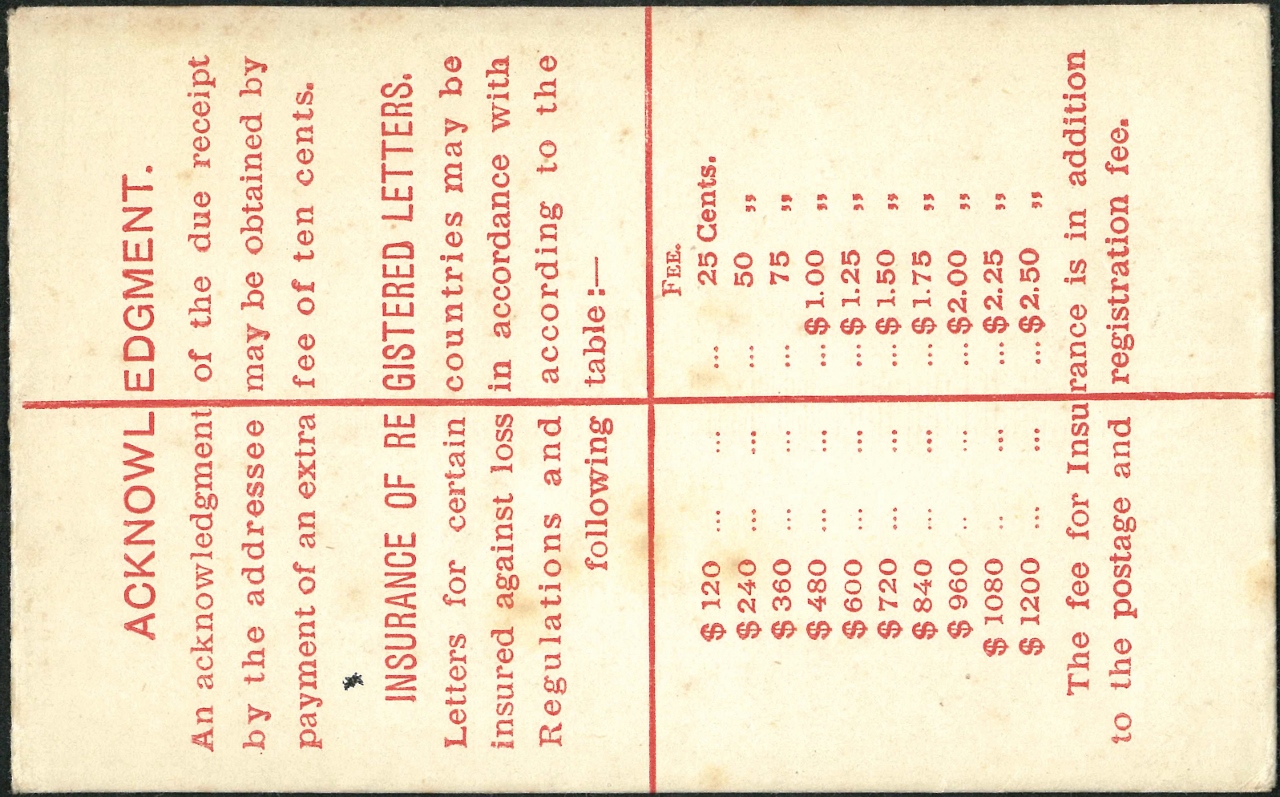 ACKNOWLEDGMENT.
An acknowledgment of the due receipt
by the addressee may be obtained by
payment of an extra fee of ten cents.
INSURANCE OF REGISTERED LETTERS.
Letters for certain countries may be
insured against loss in accordance with
Regulations and according to the
following table:—
FEE.
$ 120 ... ... ... 25 Cents.
$ 240 ... ... ... 50 „
$ 360 ... ... ... 75 „
$ 480 ... ... ... $ 1.00 „
$ 600 ... ... ... $ 1.25 „
$ 720 ... ... ... $ 1.50 „
$ 840 ... ... ... $ 1.75 „
$ 960 ... ... ... $2.00 „
$ 1080 ... ... ... $ 2.25 „
$ 1200 ... ... ... $ 2.50 „
The fee for Insurance is in addition
to the postage and registration fee.